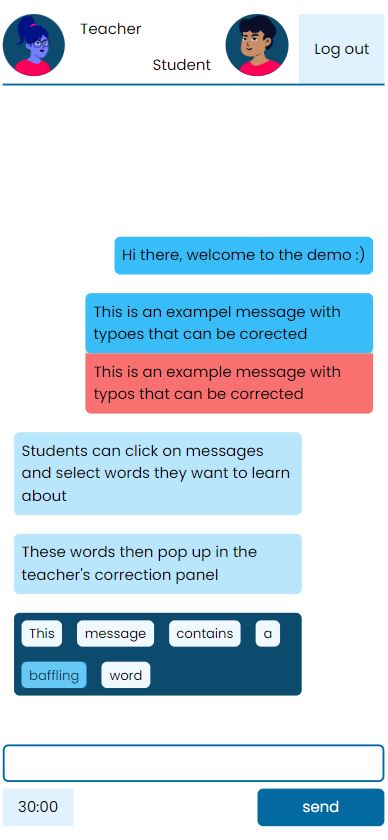 Teacher
Student
Log out
Hi there, welcome to the demo :)
This is an exampel message with
typoes that can be corected
This is an example message with
typos that can be corrected
Students can click on messages
and select words they want to learn
about
These words then pop up in the
teacher's correction panel
This message contains a
baffling word
30:00 send